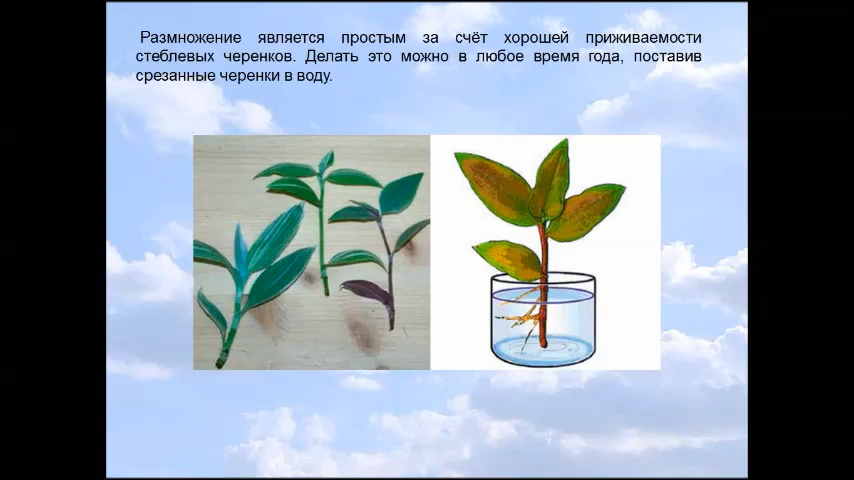 Размножение является простым за счёт хорошей приживаемости
стеблевых черенков. Делать это можно в любое время года, поставив
срезанные черенки в воду.